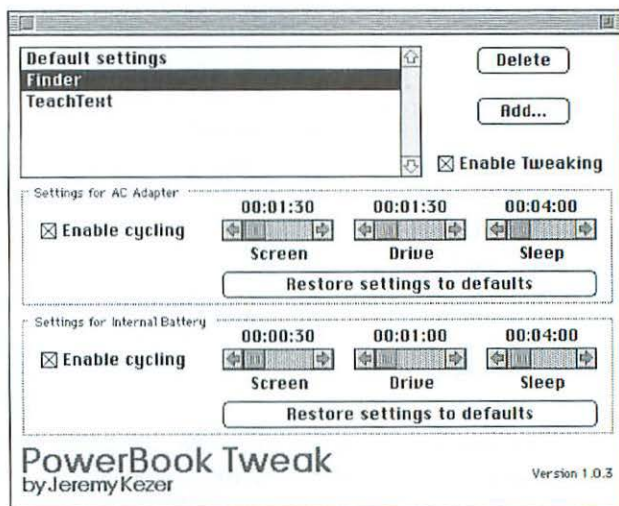 Default settings
Finder
TeachText
Delete
Add...
Enable Tweaking
Settings for AC Adapter
Enable cycling
00:01:30 00:01:30 00:04:00
Screen Drive Sleep
Restore settings to defaults
Settings for Internal Battery
Enable cycling
00:00:30 00:01:00 00:04:00
Screen Drive Sleep
Restore settings to defaults
PowerBook Tweak
by Jeremy Kezer
Version 1.0.3